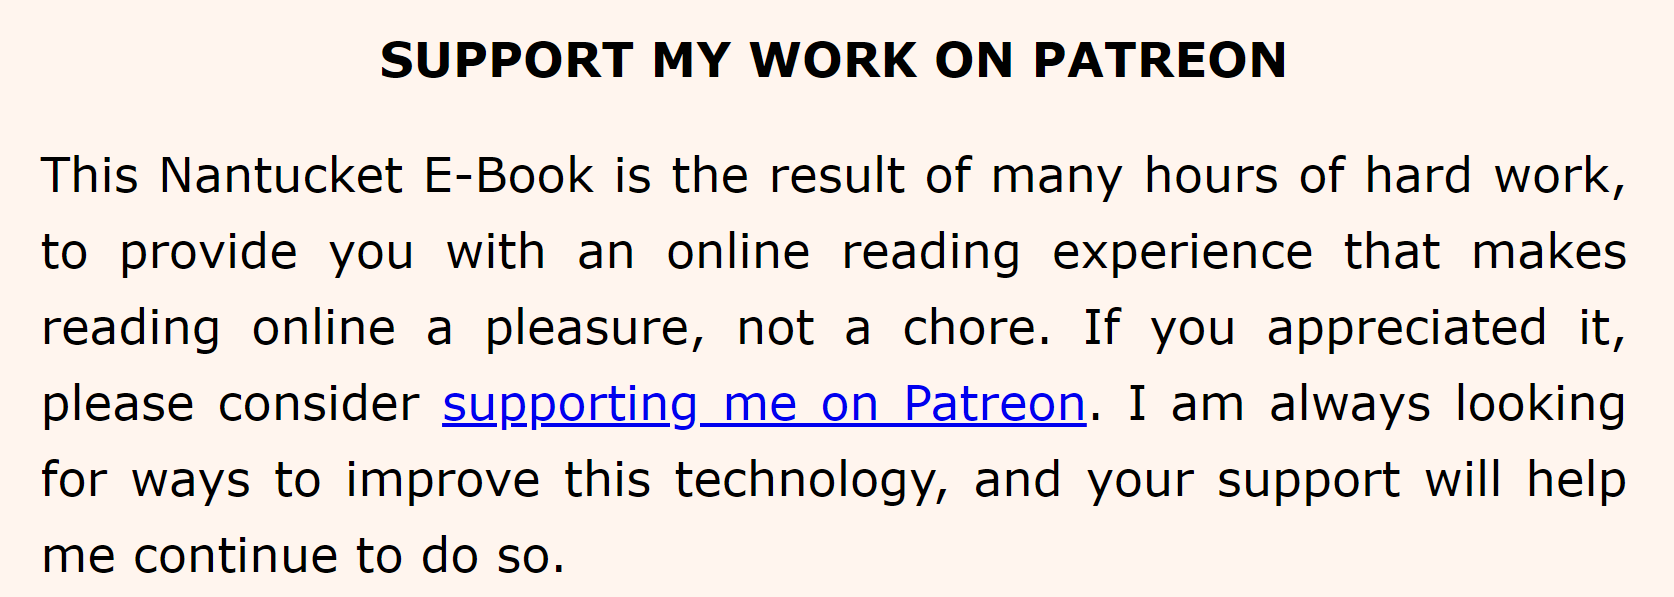 SUPPORT MY WORK ON PATREON
This Nantucket E-Book is the result of many hours of hard work,
to provide you with an online reading experience that makes
reading online a pleasure, not a chore. If you appreciated it,
please consider supporting me on Patreon. I am always looking
for ways to improve this technology, and your support will help
me continue to do so.